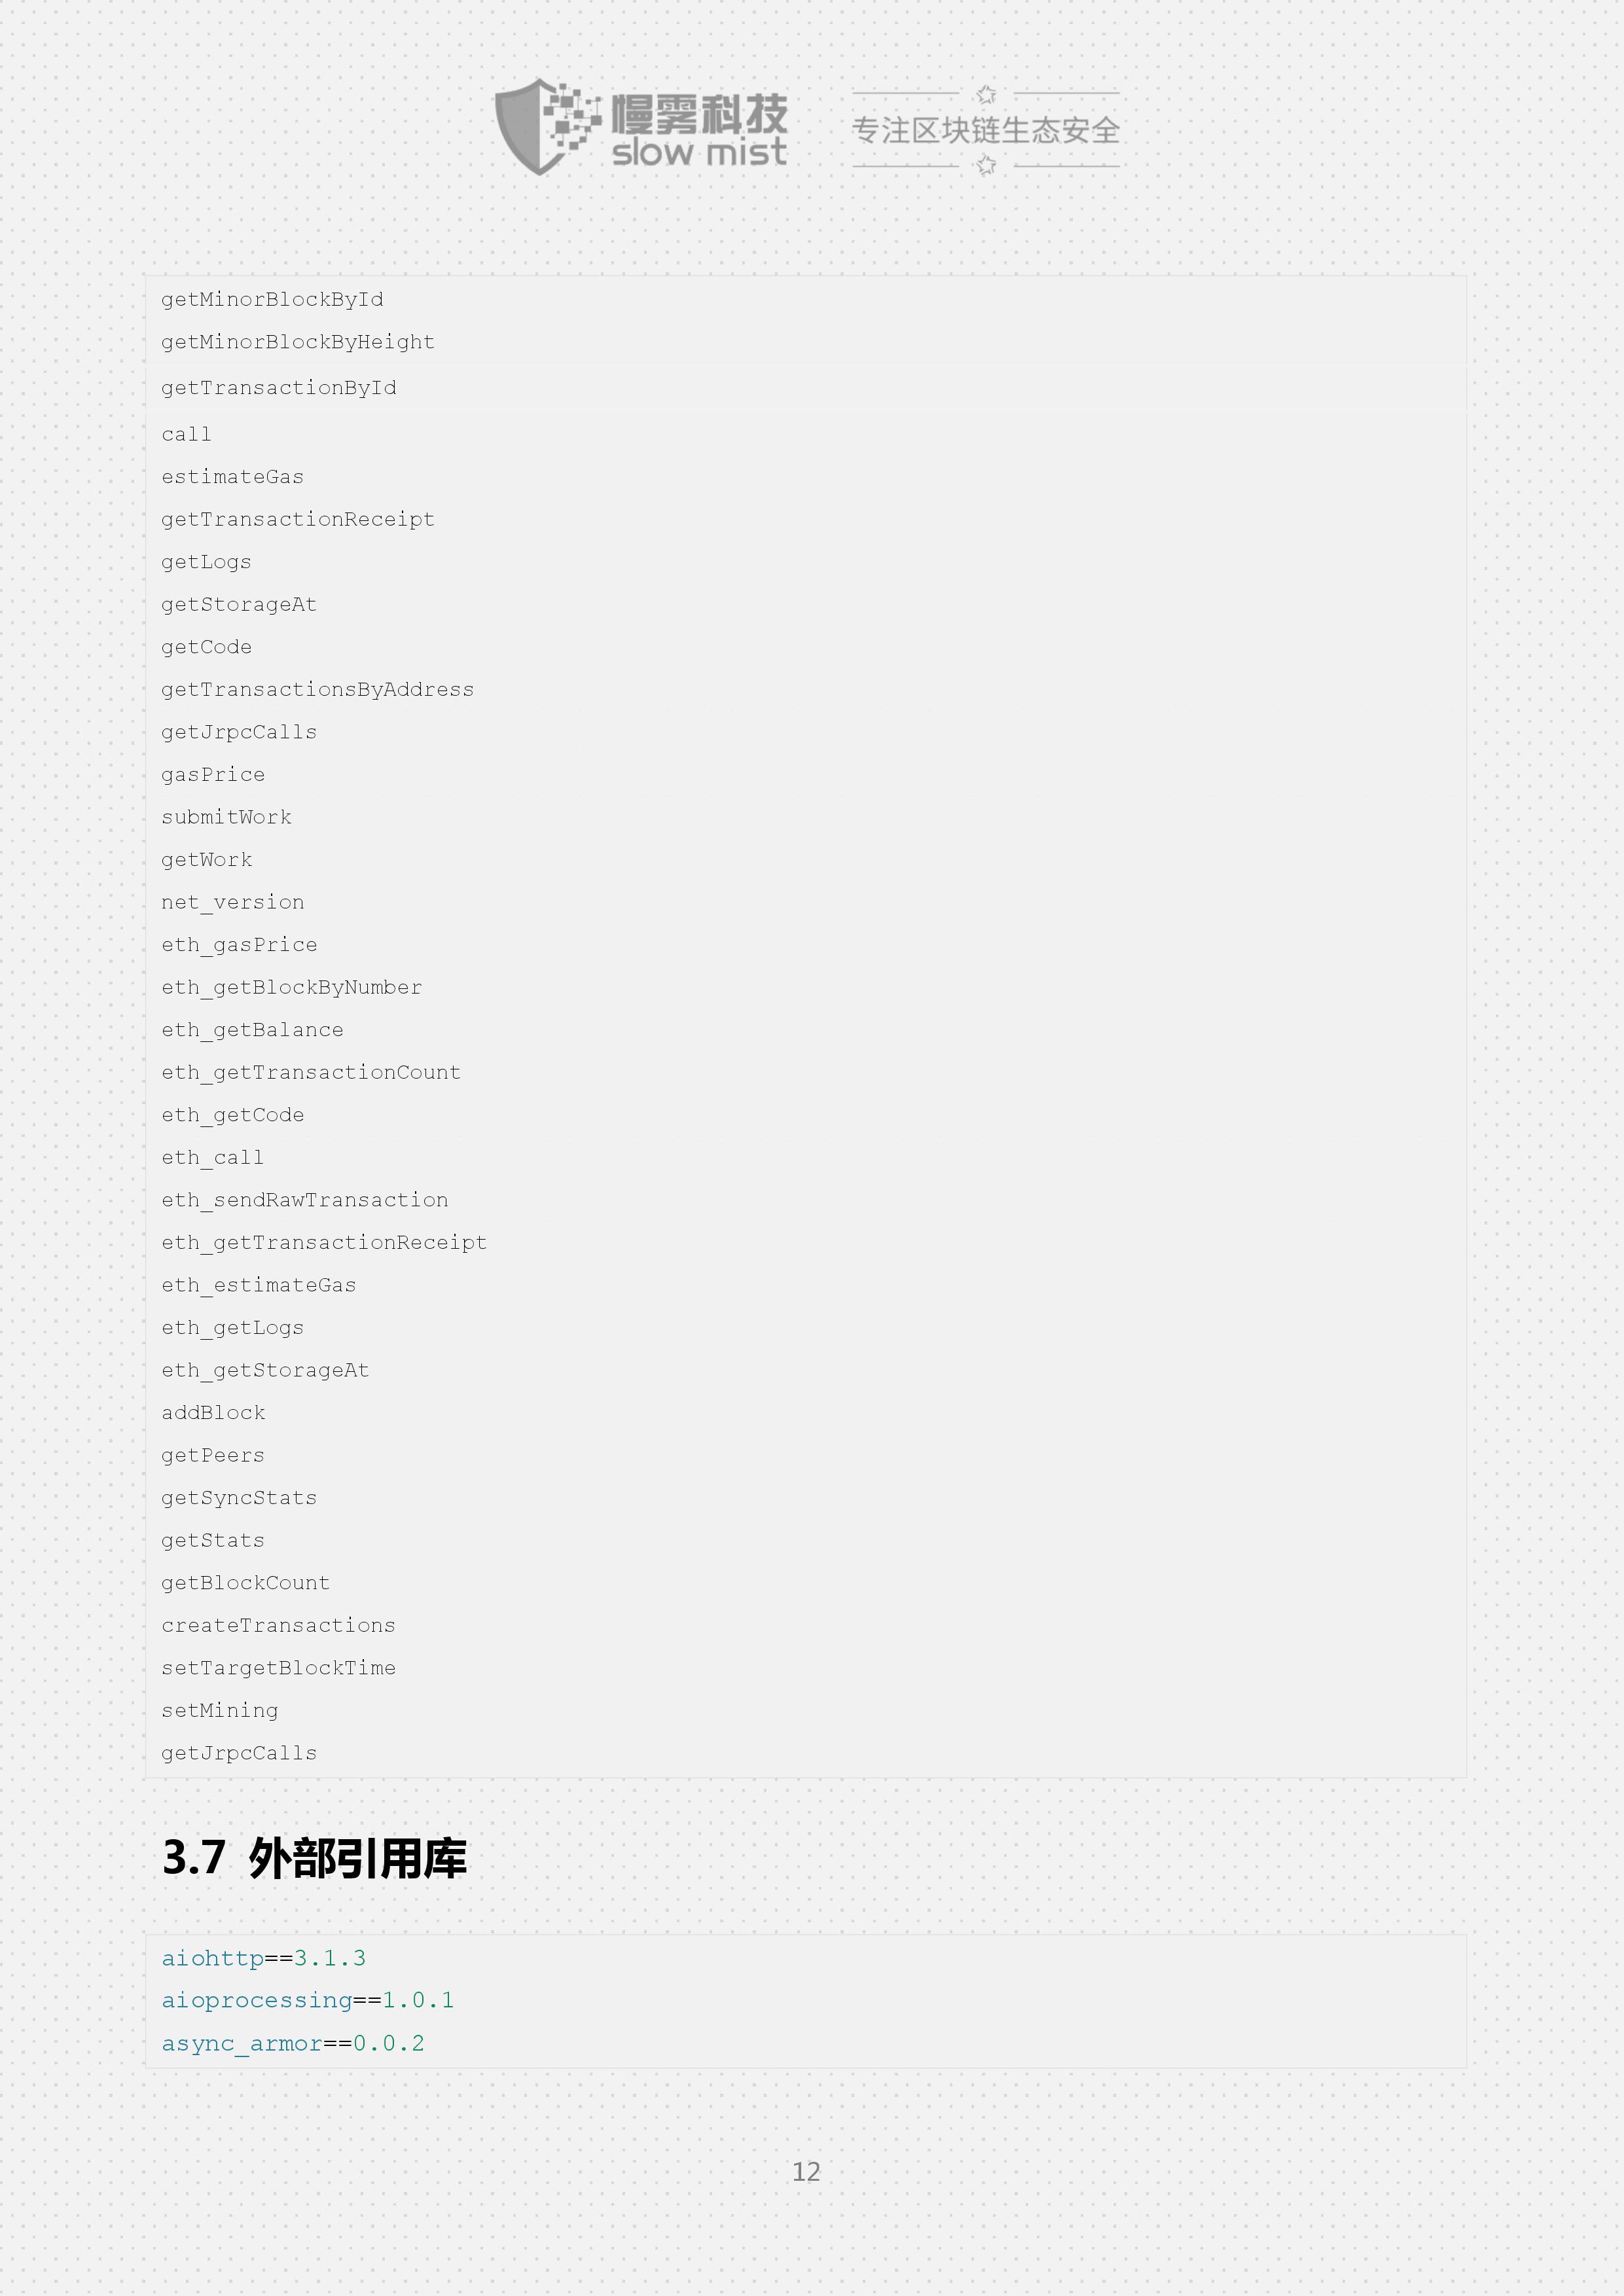 慢雾科技
slow mist
专注区块链生态安全
getMinorBlockById
getMinorBlockByHeight
getTransactionById
call
estimateGas
getTransactionReceipt
getLogs
getStorageAt
getCode
getTransactionsByAddress
getJrpcCalls
gasPrice
submitWork
getWork
net_version
eth_gasPrice
eth_getBlockByNumber
eth_getBalance
eth_getTransactionCount
eth_getCode
eth_call
eth_sendRawTransaction
eth_getTransactionReceipt
eth_estimateGas
eth_getLogs
eth_getStorageAt
addBlock
getPeers
getSyncStats
getStats
getBlockCount
createTransactions
setTargetBlockTime
setMining
getJrpcCalls
3.7 外部引用库
aiohttp==3.1.3
aioprocessing==1.0.1
async_armor==0.0.2
12